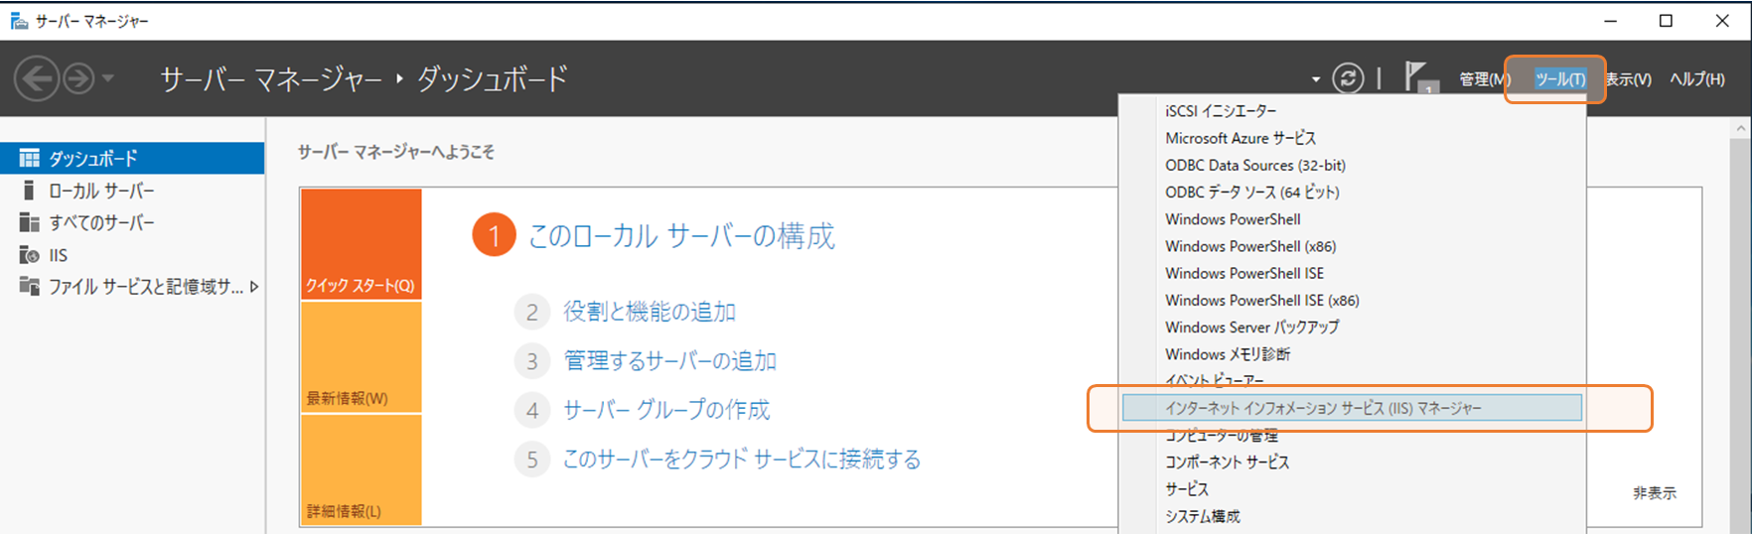 サーバー マネージャー
サーバー マネージャー ダッシュボード
管理(M) ツール(T) 表示(V) ヘルプ(H)
1
ダッシュボード
ローカル サーバー
すべてのサーバー
IIS
ファイル サービスと記憶域サ...
サーバー マネージャーへようこそ
クイック スタート(Q)
最新情報(W)
詳細情報(L)
1 このローカル サーバーの構成
2 役割と機能の追加
3 管理するサーバーの追加
4 サーバー グループの作成
5 このサーバーをクラウド サービスに接続する
iSCSI イニシエーター
Microsoft Azure サービス
ODBC Data Sources (32-bit)
ODBC データ ソース (64 ビット)
Windows PowerShell
Windows PowerShell (x86)
Windows PowerShell ISE
Windows PowerShell ISE (x86)
Windows Server バックアップ
Windows メモリ診断
イベント ビューアー
インターネット インフォメーション サービス (IIS) マネージャー
コンピューターの管理
コンポーネント サービス
サービス
システム構成
非表示